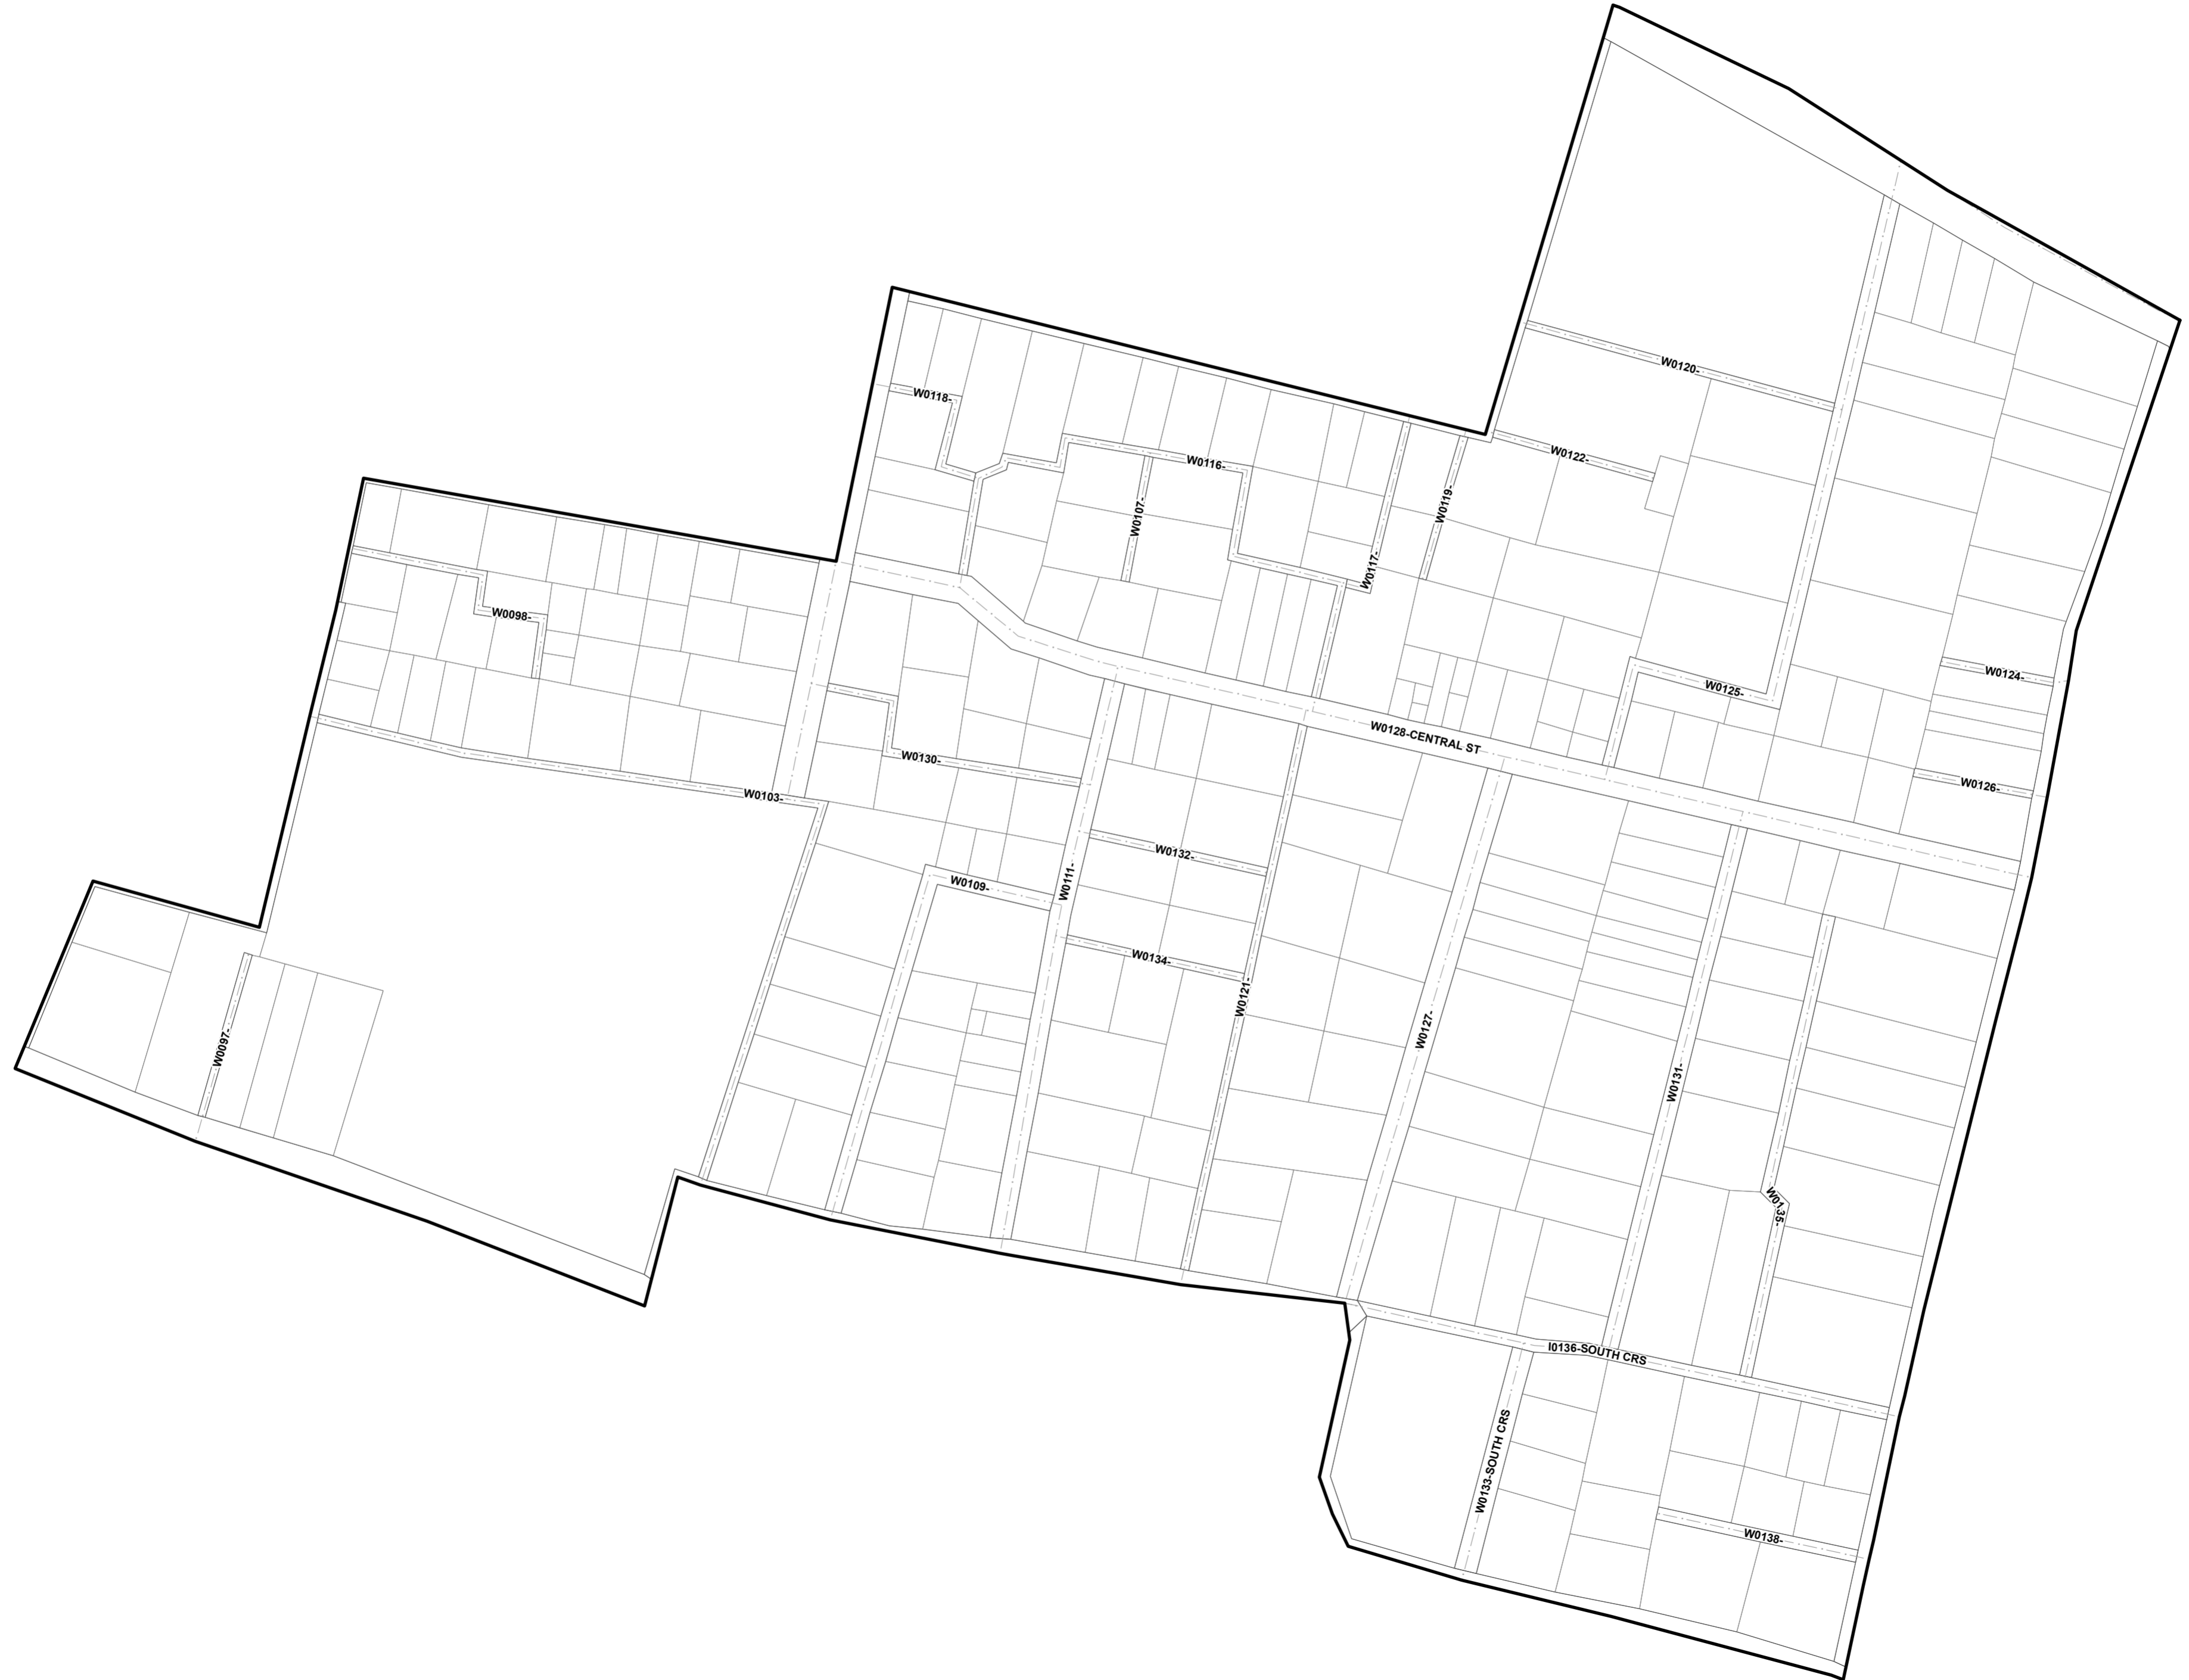 W0120-
W0118-
W0122-
W0116-
W0119-
W0107-
W0117-
W0098-
W0124-
W0125-
W0128-CENTRAL ST
W0130-
W0126-
W0103-
W0132-
W0111-
W0109-
W0134-
W0121-
W0127-
W0097-
W0131-
W0135-
I0136-SOUTH CRS
W0133-SOUTH CRS
W0138-